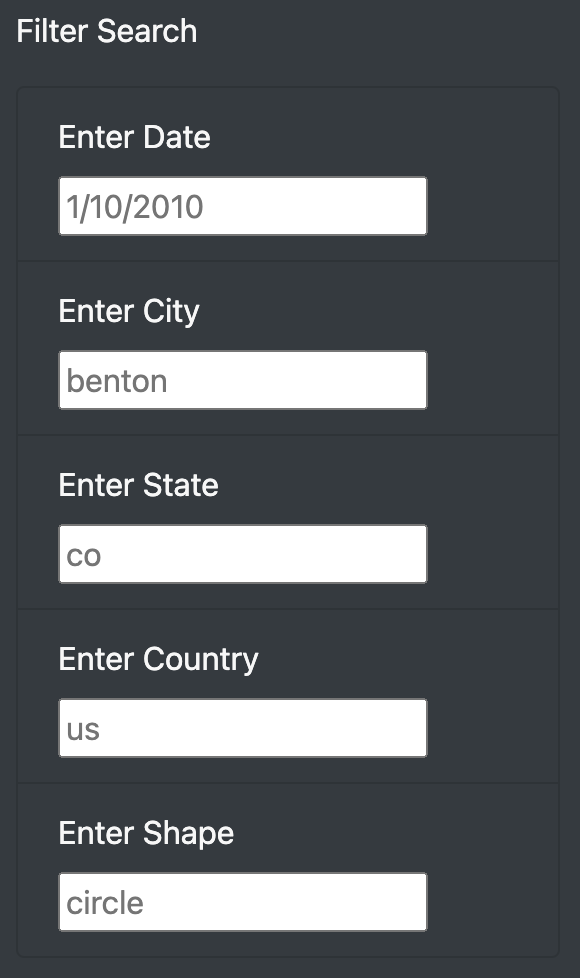 Filter Search
Enter Date
1/10/2010
Enter City
benton
Enter State
co
Enter Country
us
Enter Shape
circle